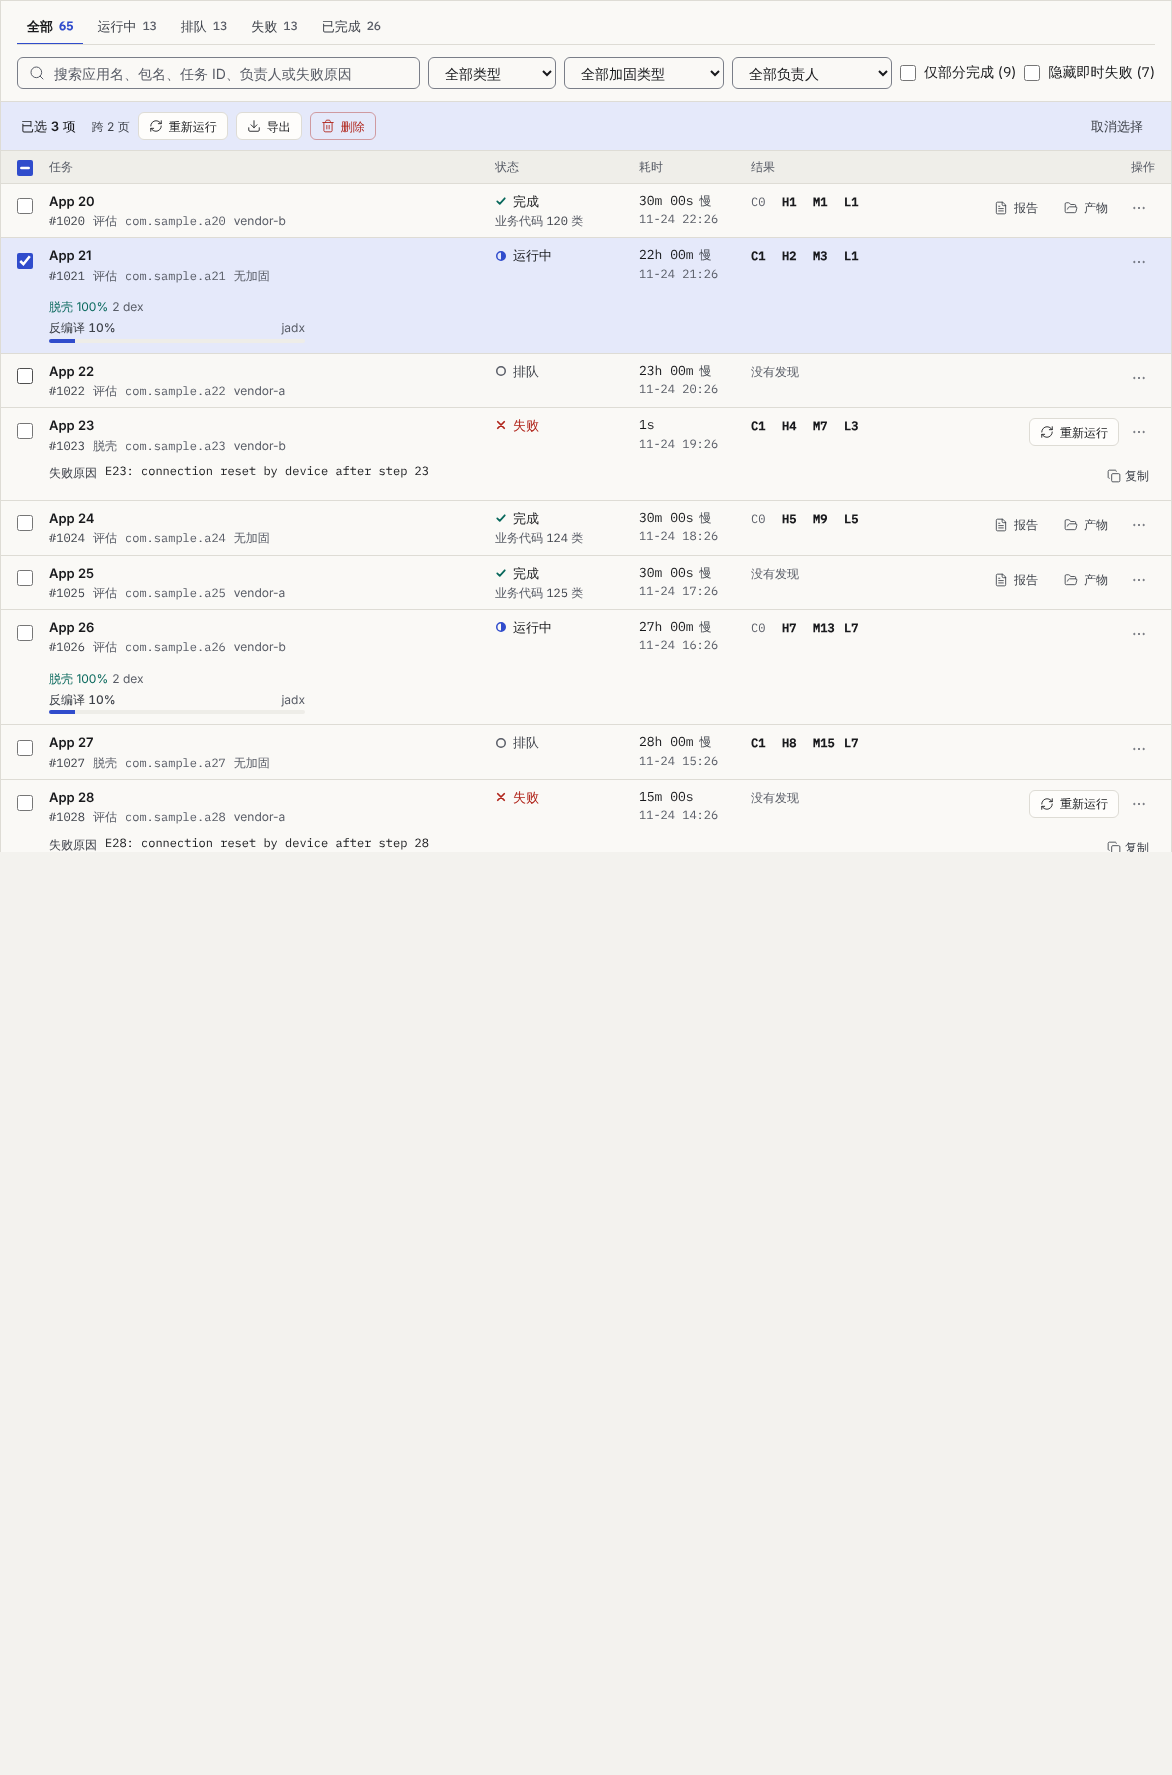 全部 65 运行中 13 排队 13 失败 13 已完成 26
搜索应用名、包名、任务 ID、负责人或失败原因 全部类型 全部加固类型 全部负责人 仅部分完成 (9) 隐藏即时失败 (7)
已选 3 项 跨 2 页 重新运行 导出 删除 取消选择
任务 状态 耗时 结果 操作
App 20 完成 30m 00s 慢 C0 H1 M1 L1 报告 产物 ···
#1020 评估 com.sample.a20 vendor-b 业务代码 120 类 11-24 22:26
App 21 运行中 22h 00m 慢 C1 H2 M3 L1 ···
#1021 评估 com.sample.a21 无加固 11-24 21:26
脱壳 100% 2 dex
反编译 10% jadx
App 22 排队 23h 00m 慢 没有发现 ···
#1022 评估 com.sample.a22 vendor-a 11-24 20:26
App 23 失败 1s C1 H4 M7 L3 重新运行 ···
#1023 脱壳 com.sample.a23 vendor-b 11-24 19:26
失败原因 E23: connection reset by device after step 23 复制
App 24 完成 30m 00s 慢 C0 H5 M9 L5 报告 产物 ···
#1024 评估 com.sample.a24 无加固 业务代码 124 类 11-24 18:26
App 25 完成 30m 00s 慢 没有发现 报告 产物 ···
#1025 评估 com.sample.a25 vendor-a 业务代码 125 类 11-24 17:26
App 26 运行中 27h 00m 慢 C0 H7 M13 L7 ···
#1026 评估 com.sample.a26 vendor-b 11-24 16:26
脱壳 100% 2 dex
反编译 10% jadx
App 27 排队 28h 00m 慢 C1 H8 M15 L7 ···
#1027 脱壳 com.sample.a27 无加固 11-24 15:26
App 28 失败 15m 00s 没有发现 重新运行 ···
#1028 评估 com.sample.a28 vendor-a 11-24 14:26
失败原因 E28: connection reset by device after step 28 复制